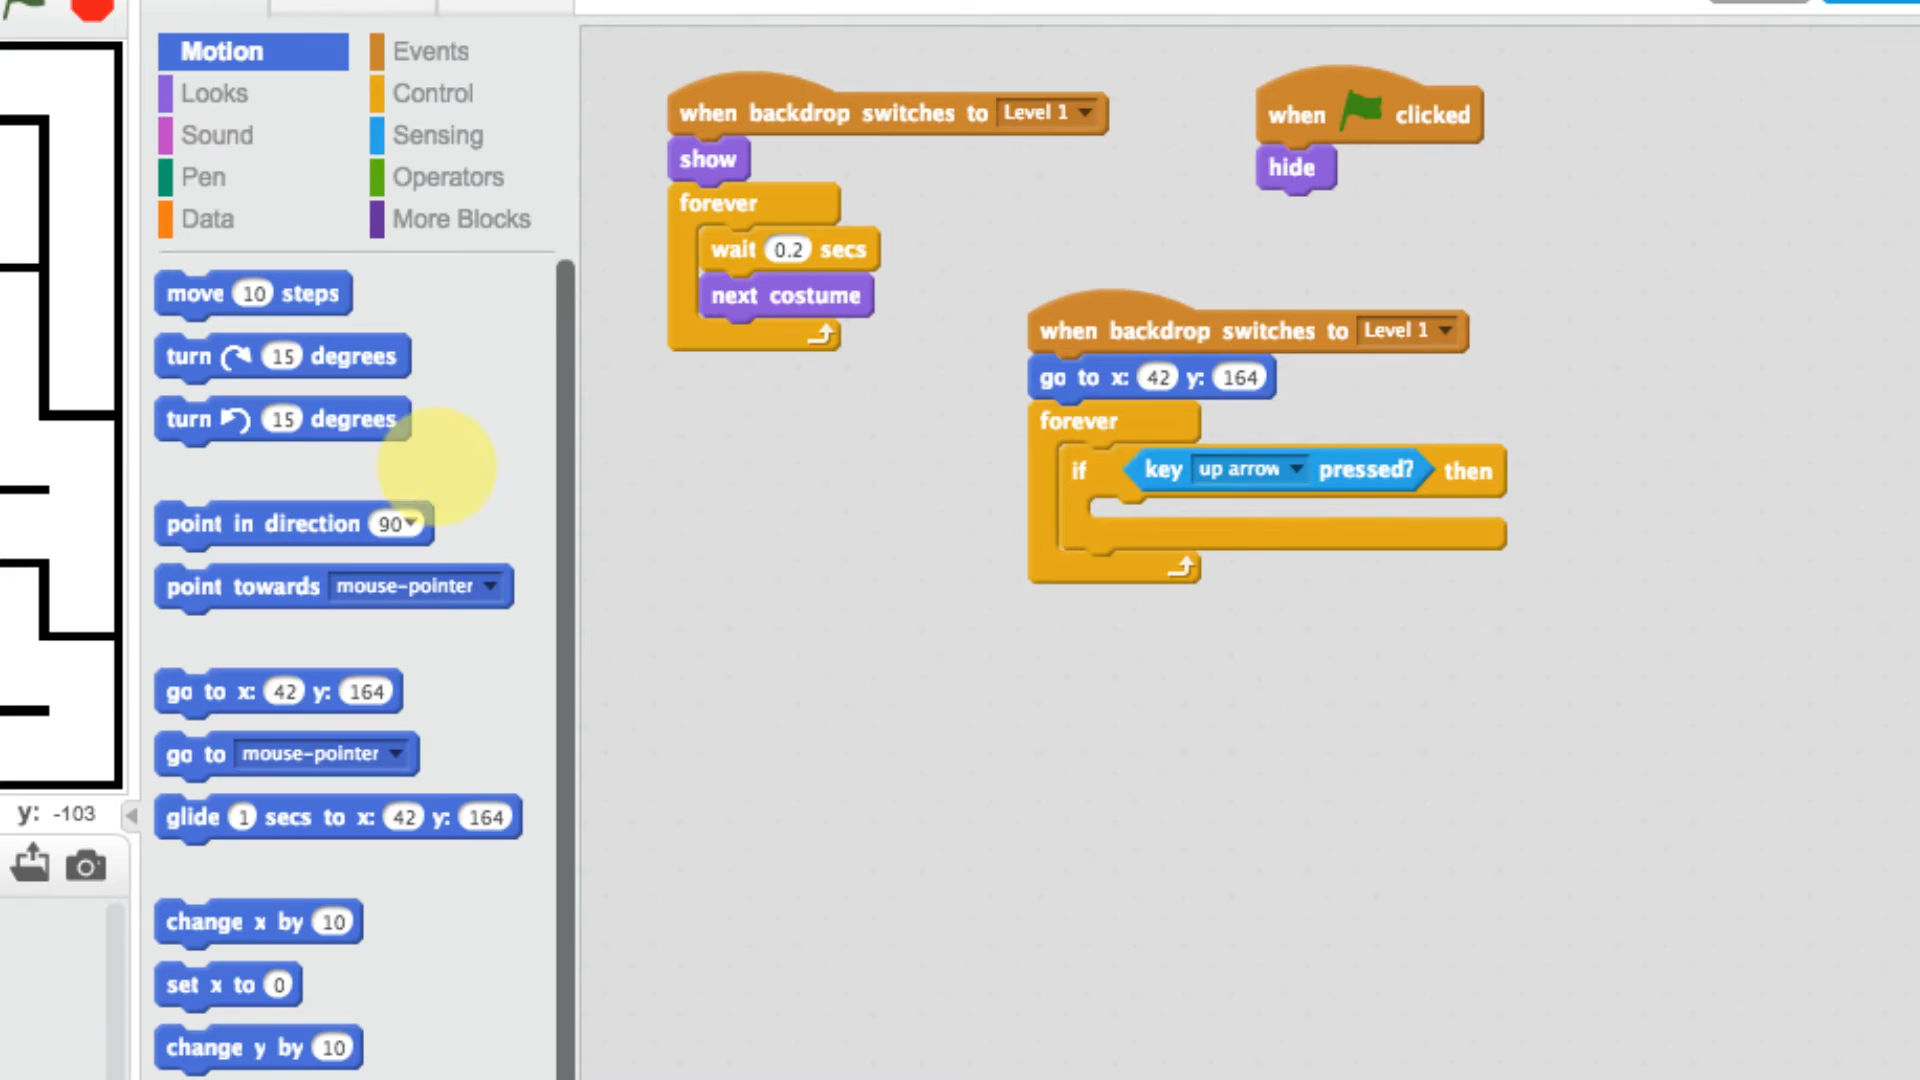 Motion
Looks
Sound
Pen
Data
Events
Control
Sensing
Operators
More Blocks
move 10 steps
turn 15 degrees
turn 15 degrees
point in direction 90
point towards mouse-pointer
go to x: 42 y: 164
go to mouse-pointer
glide 1 secs to x: 42 y: 164
change x by 10
set x to 0
change y by 10
y: -103
when backdrop switches to Level 1
show
forever
wait 0.2 secs
next costume
when clicked
hide
when backdrop switches to Level 1
go to x: 42 y: 164
forever
if key up arrow pressed? then